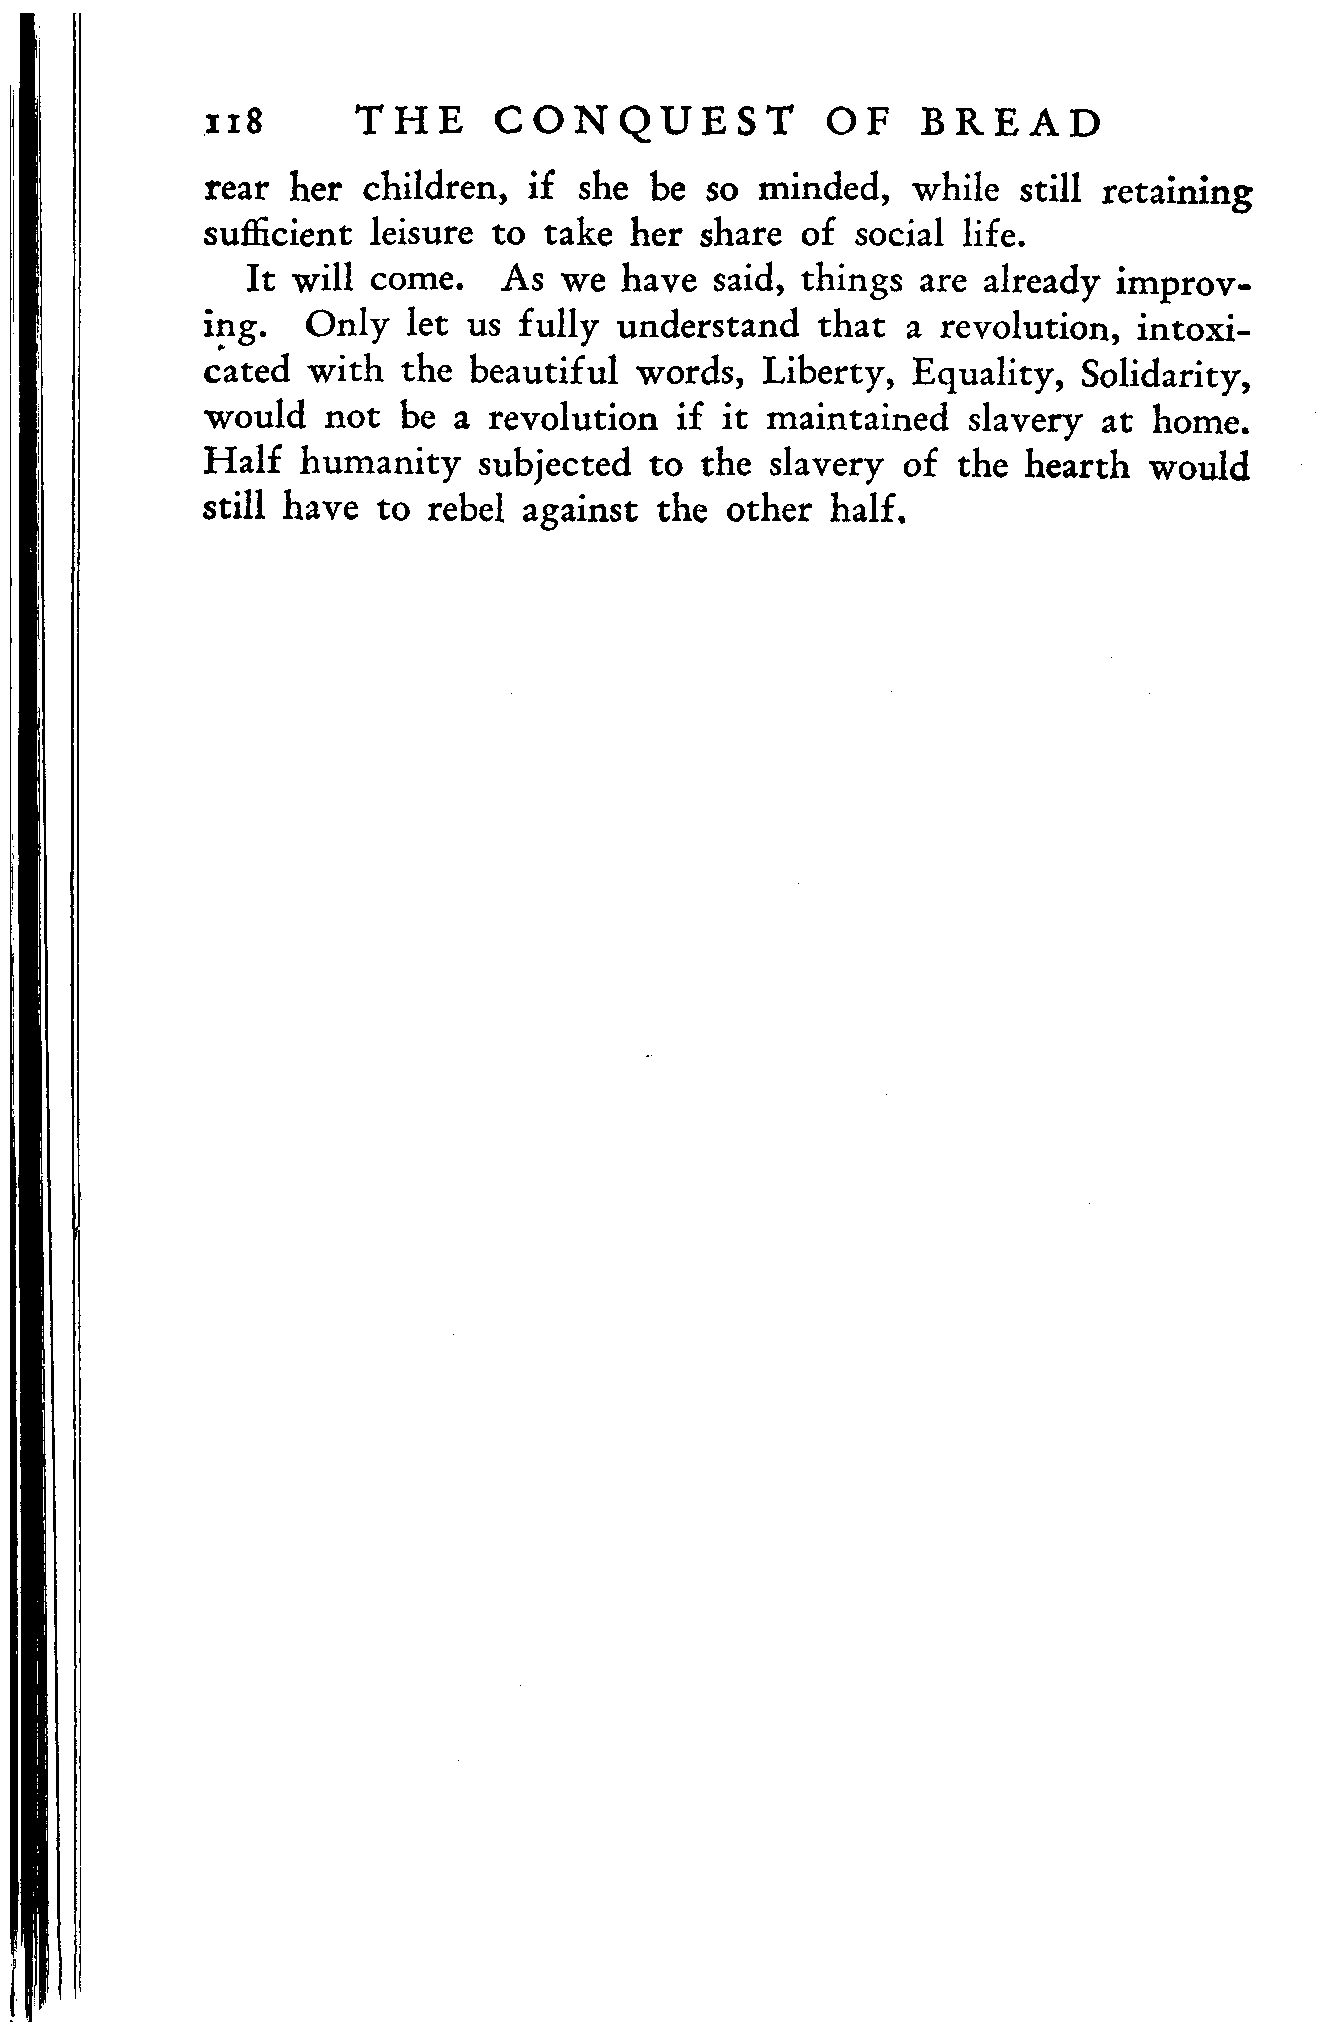 118 THE CONQUEST OF BREAD
rear her children, if she be so minded, while still retaining
sufficient leisure to take her share of social life.
It will come. As we have said, things are already improv-
ing. Only let us fully understand that a revolution, intoxi-
cated with the beautiful words, Liberty, Equality, Solidarity,
would not be a revolution if it maintained slavery at home.
Half humanity subjected to the slavery of the hearth would
still have to rebel against the other half.